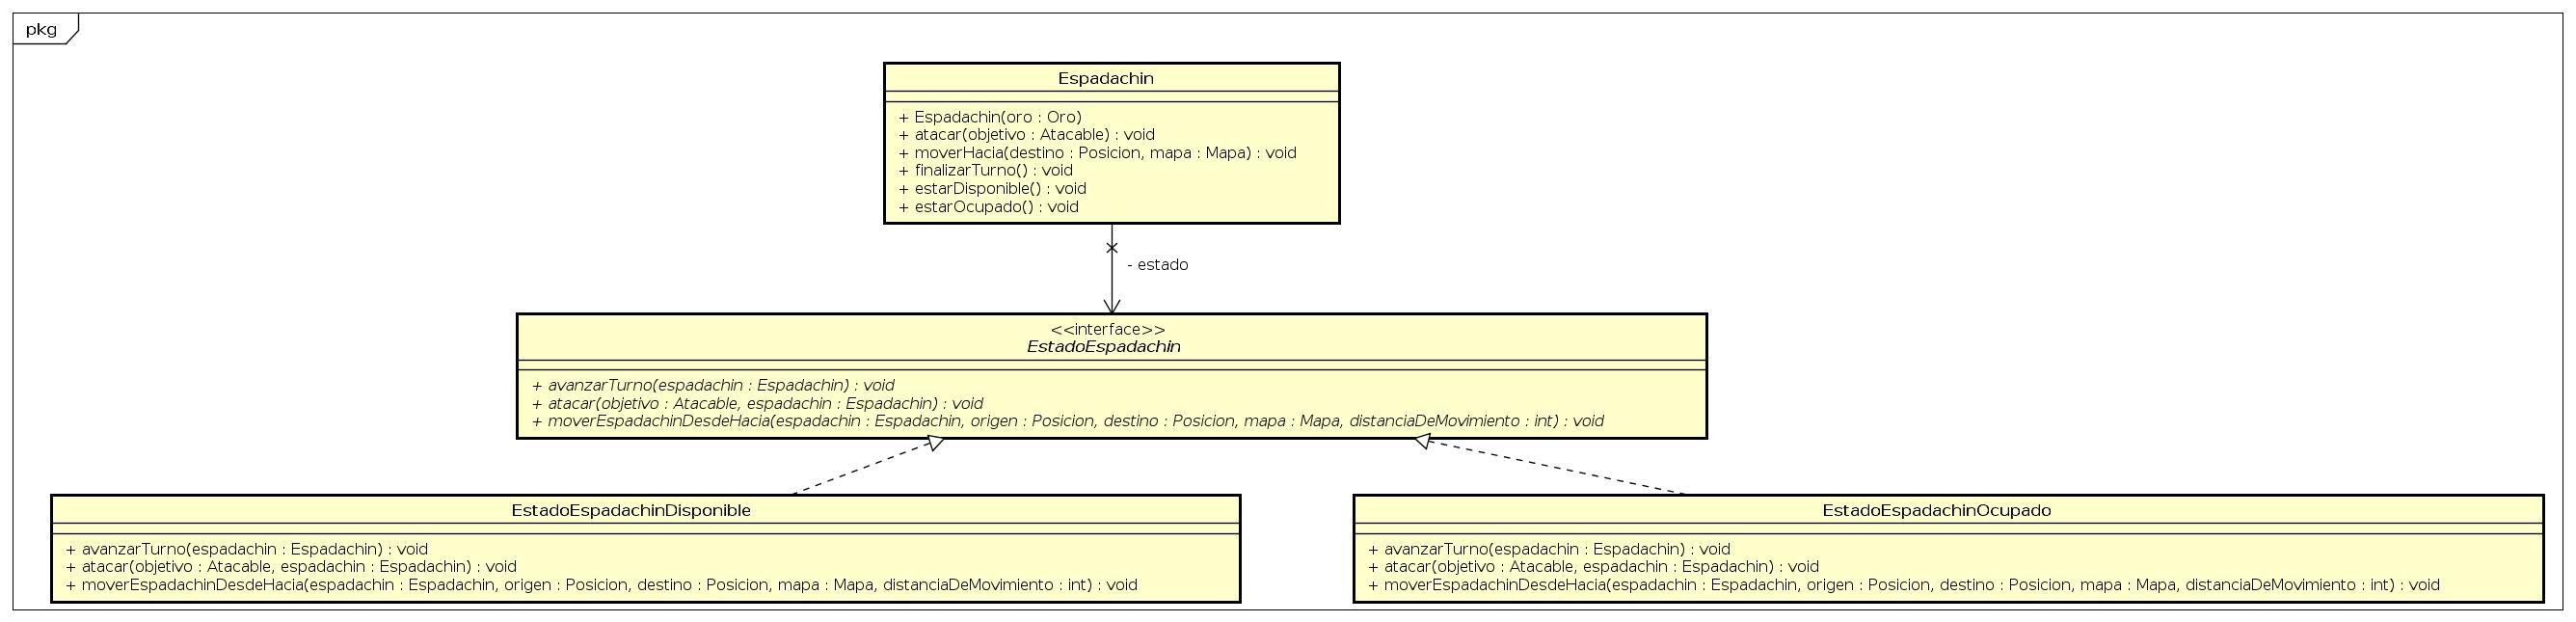 pkg
Espadachin
+ Espadachin(oro : Oro)
+ atacar(objetivo : Atacable) : void
+ moverHacia(destino : Posicion, mapa : Mapa) : void
+ finalizarTurno() : void
+ estarDisponible() : void
+ estarOcupado() : void
- estado
<<interface>>
EstadoEspadachin
+ avanzarTurno(espadachin : Espadachin) : void
+ atacar(objetivo : Atacable, espadachin : Espadachin) : void
+ moverEspadachinDesdeHacia(espadachin : Espadachin, origen : Posicion, destino : Posicion, mapa : Mapa, distanciaDeMovimiento : int) : void
EstadoEspadachinDisponible
+ avanzarTurno(espadachin : Espadachin) : void
+ atacar(objetivo : Atacable, espadachin : Espadachin) : void
+ moverEspadachinDesdeHacia(espadachin : Espadachin, origen : Posicion, destino : Posicion, mapa : Mapa, distanciaDeMovimiento : int) : void
EstadoEspadachinOcupado
+ avanzarTurno(espadachin : Espadachin) : void
+ atacar(objetivo : Atacable, espadachin : Espadachin) : void
+ moverEspadachinDesdeHacia(espadachin : Espadachin, origen : Posicion, destino : Posicion, mapa : Mapa, distanciaDeMovimiento : int) : void